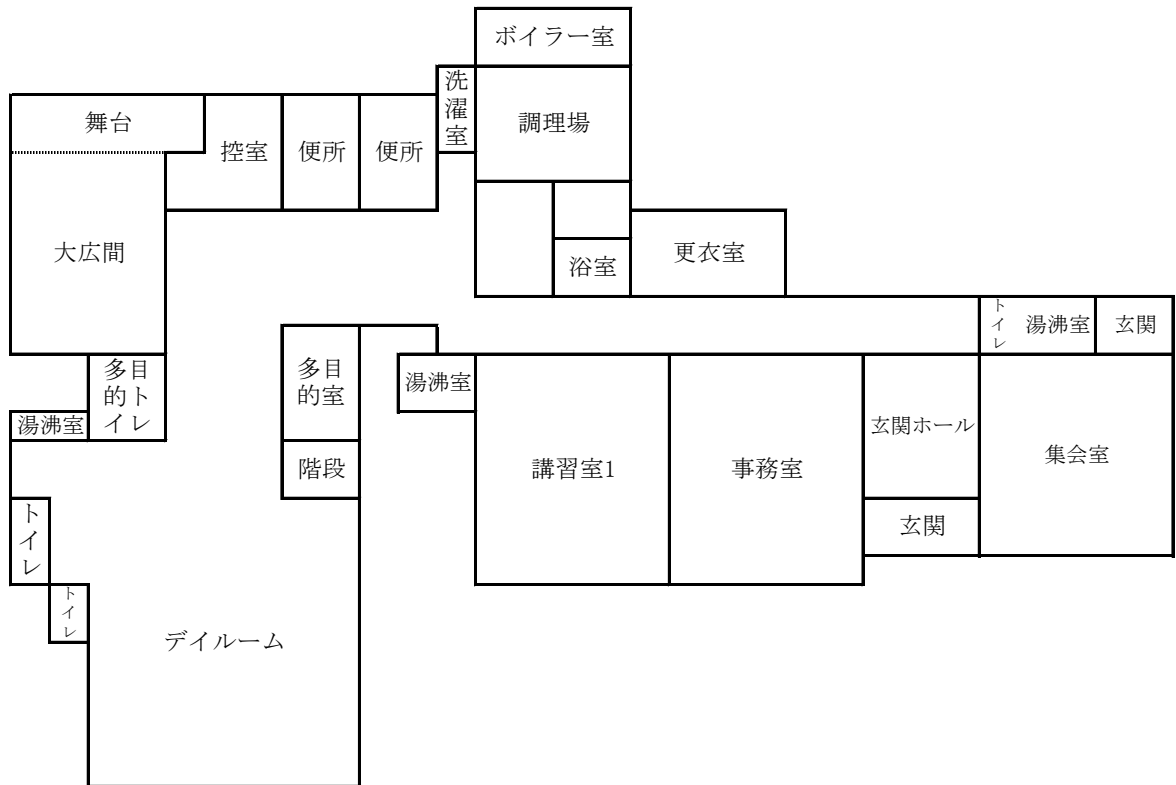 ボイラー室
洗濯室
舞台
控室
便所
便所
調理場
大広間
浴室
更衣室
トイレ
湯沸室
玄関
多目
的ト
イレ
多目
的室
湯沸室
湯沸室
玄関ホール
階段
講習室1
事務室
集会室
トイレ
玄関
トイレ
デイルーム